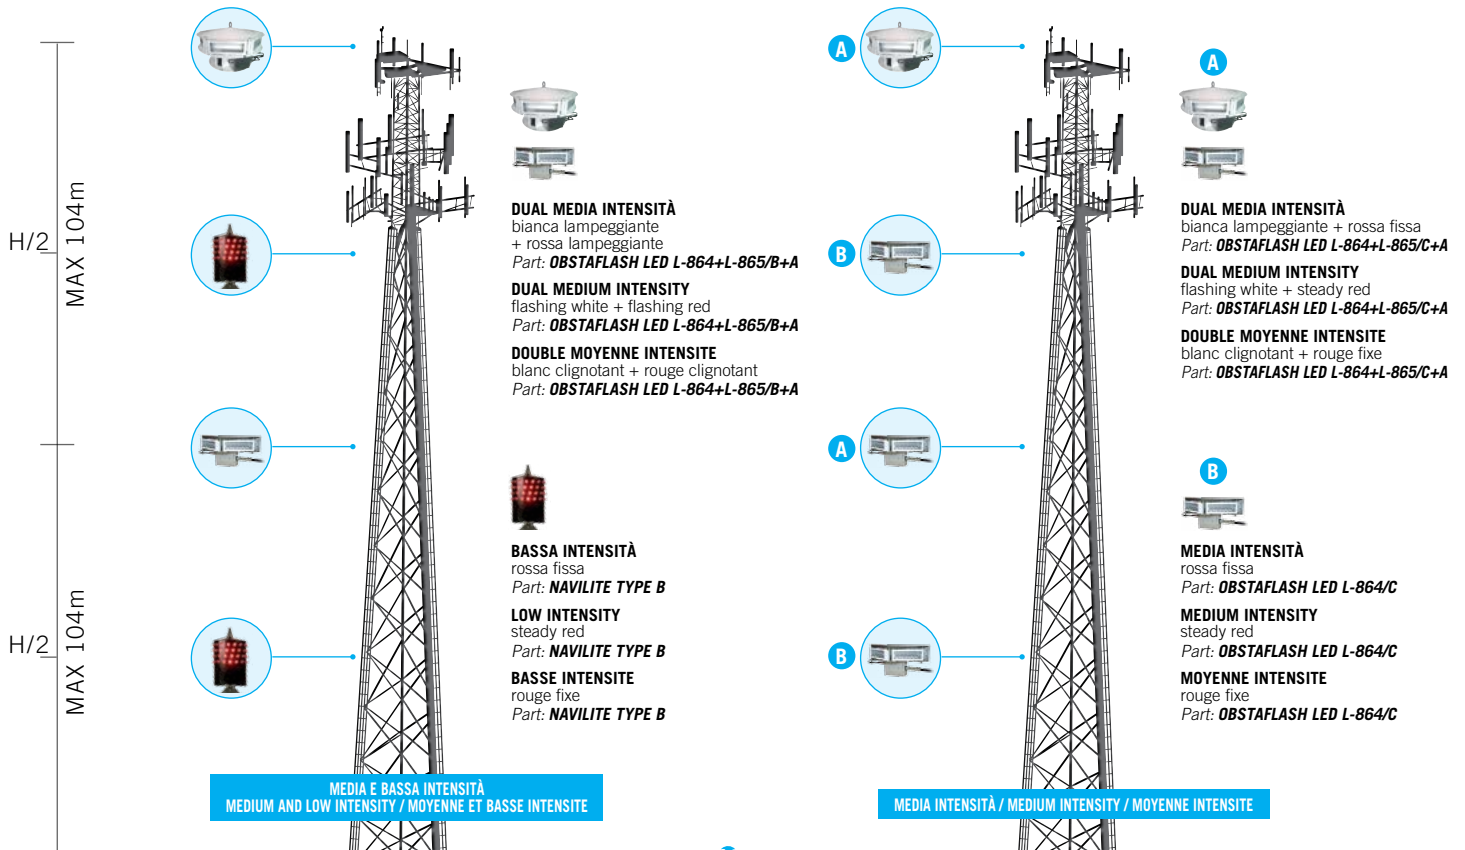 H/2
MAX 104m
H/2
MAX 104m
DUAL MEDIA INTENSITÀ
bianca lampeggiante
+ rossa lampeggiante
Part: OBSTAFLASH LED L-864+L-865/B+A
DUAL MEDIUM INTENSITY
flashing white + flashing red
Part: OBSTAFLASH LED L-864+L-865/B+A
DOUBLE MOYENNE INTENSITE
blanc clignotant + rouge clignotant
Part: OBSTAFLASH LED L-864+L-865/B+A
BASSA INTENSITÀ
rossa fissa
Part: NAVILITE TYPE B
LOW INTENSITY
steady red
Part: NAVILITE TYPE B
BASSE INTENSITE
rouge fixe
Part: NAVILITE TYPE B
MEDIA E BASSA INTENSITÀ
MEDIUM AND LOW INTENSITY / MOYENNE ET BASSE INTENSITE
A
B
A
B
A
DUAL MEDIA INTENSITÀ
bianca lampeggiante + rossa fissa
Part: OBSTAFLASH LED L-864+L-865/C+A
DUAL MEDIUM INTENSITY
flashing white + steady red
Part: OBSTAFLASH LED L-864+L-865/C+A
DOUBLE MOYENNE INTENSITE
blanc clignotant + rouge fixe
Part: OBSTAFLASH LED L-864+L-865/C+A
B
MEDIA INTENSITÀ
rossa fissa
Part: OBSTAFLASH LED L-864/C
MEDIUM INTENSITY
steady red
Part: OBSTAFLASH LED L-864/C
MOYENNE INTENSITE
rouge fixe
Part: OBSTAFLASH LED L-864/C
MEDIA INTENSITÀ / MEDIUM INTENSITY / MOYENNE INTENSITE